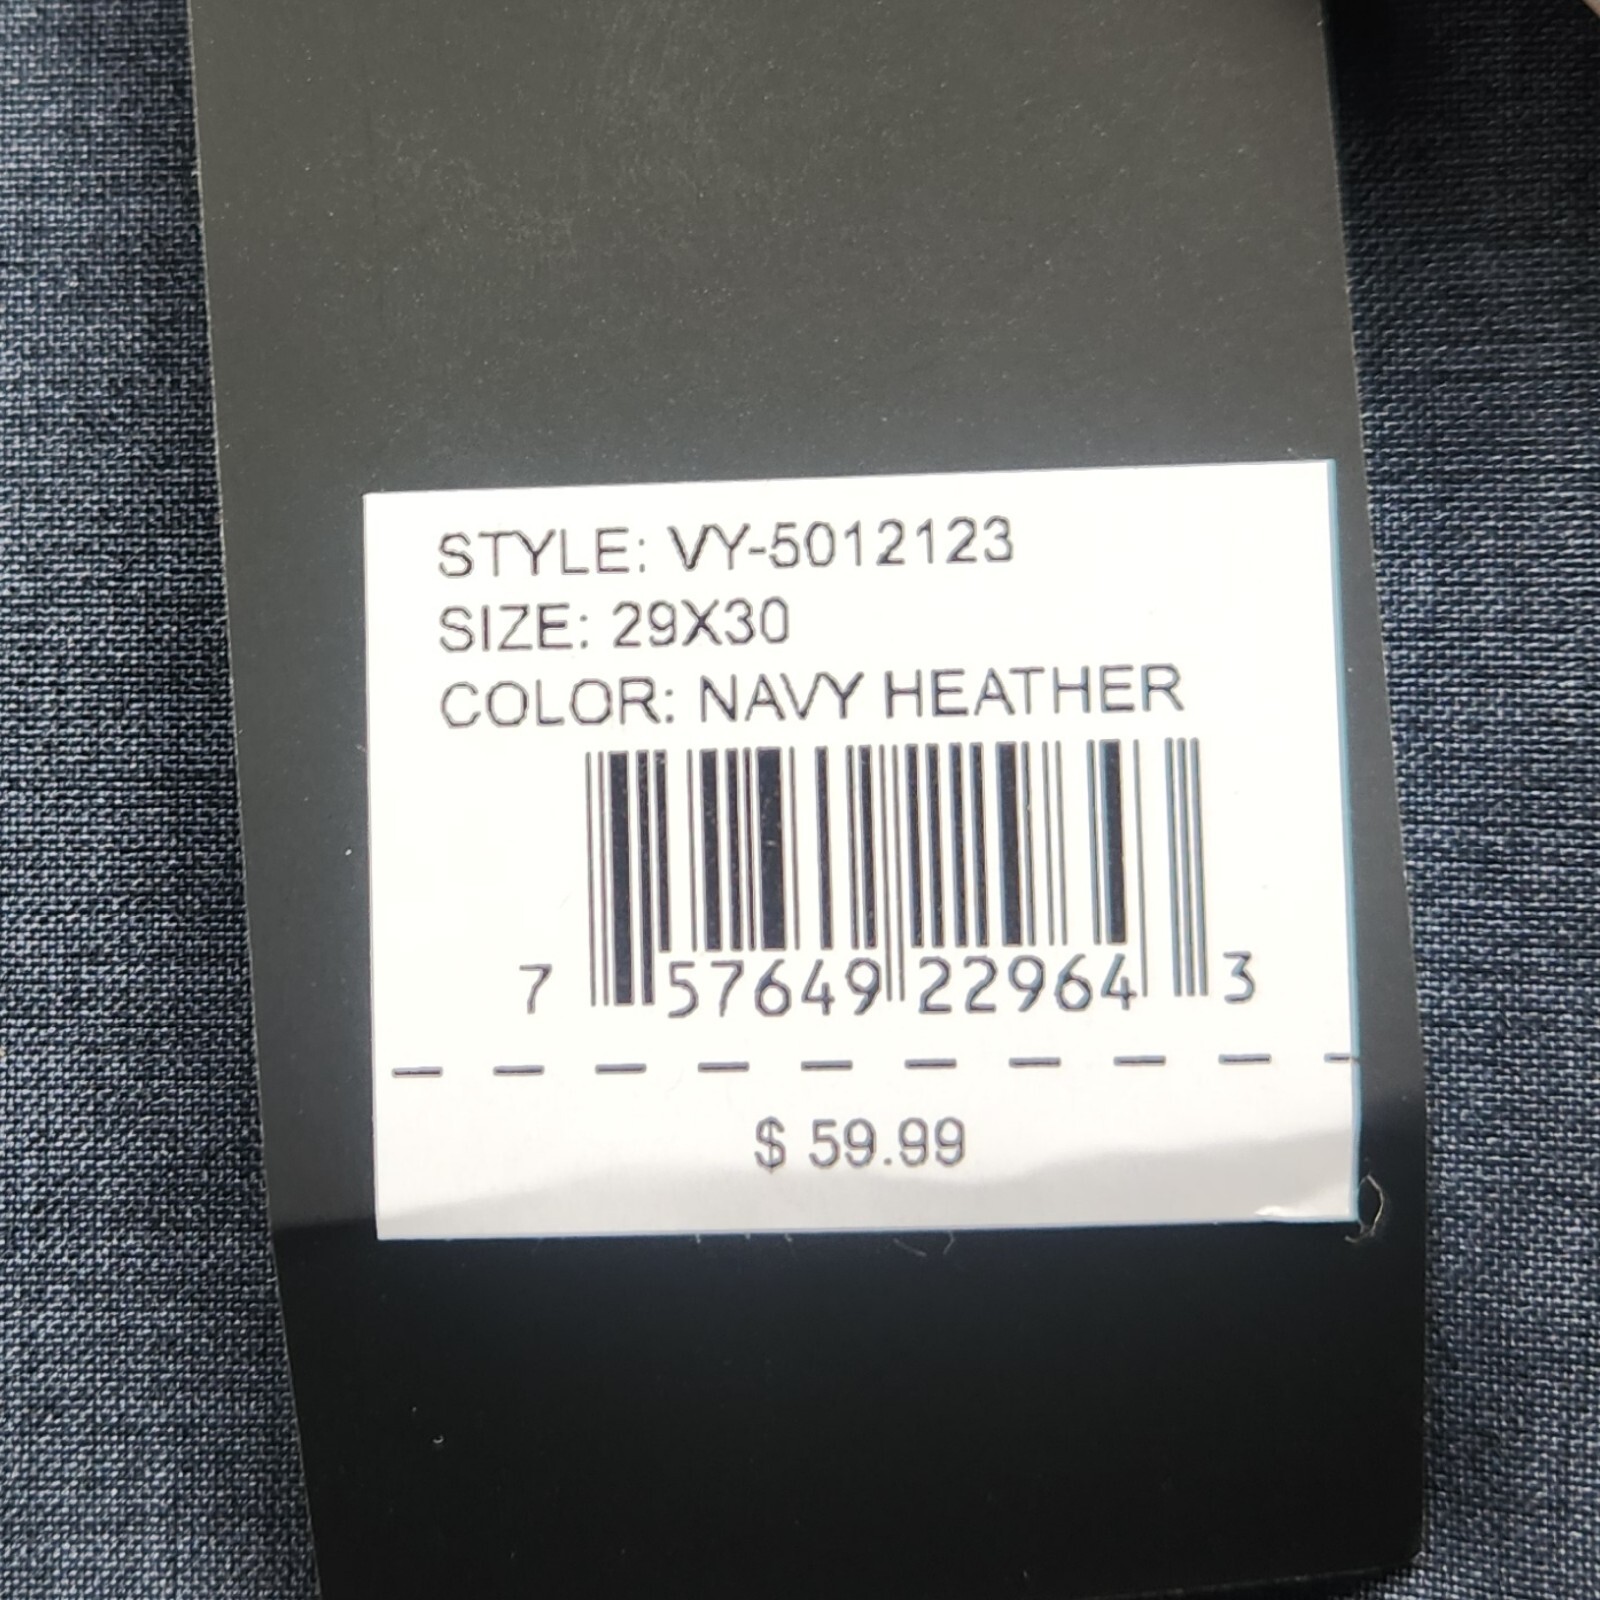 STYLE: VY-5012123
SIZE: 29X30
COLOR: NAVY HEATHER
7 57649 22964 3
$ 59.99